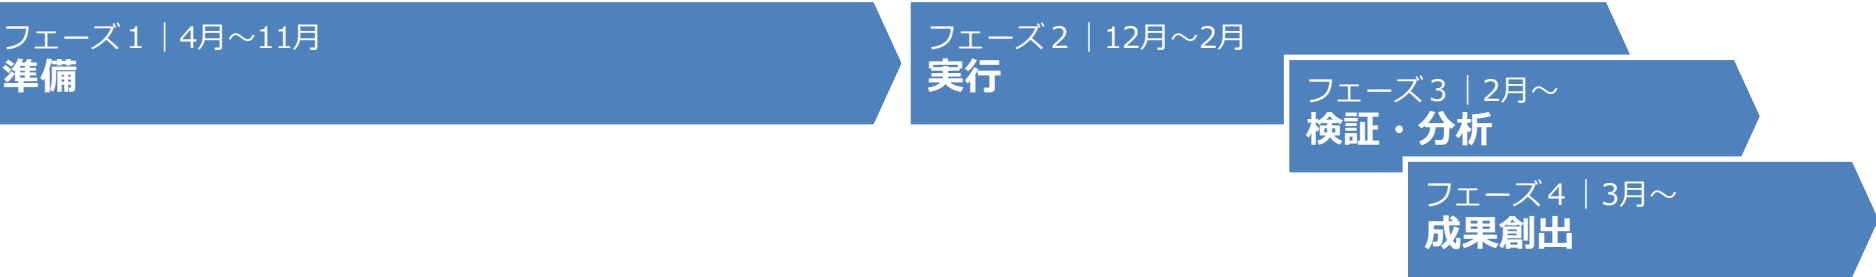 フェーズ１｜4月～11月
準備
フェーズ２｜12月～2月
実行
フェーズ３｜2月～
検証・分析
フェーズ４｜3月～
成果創出